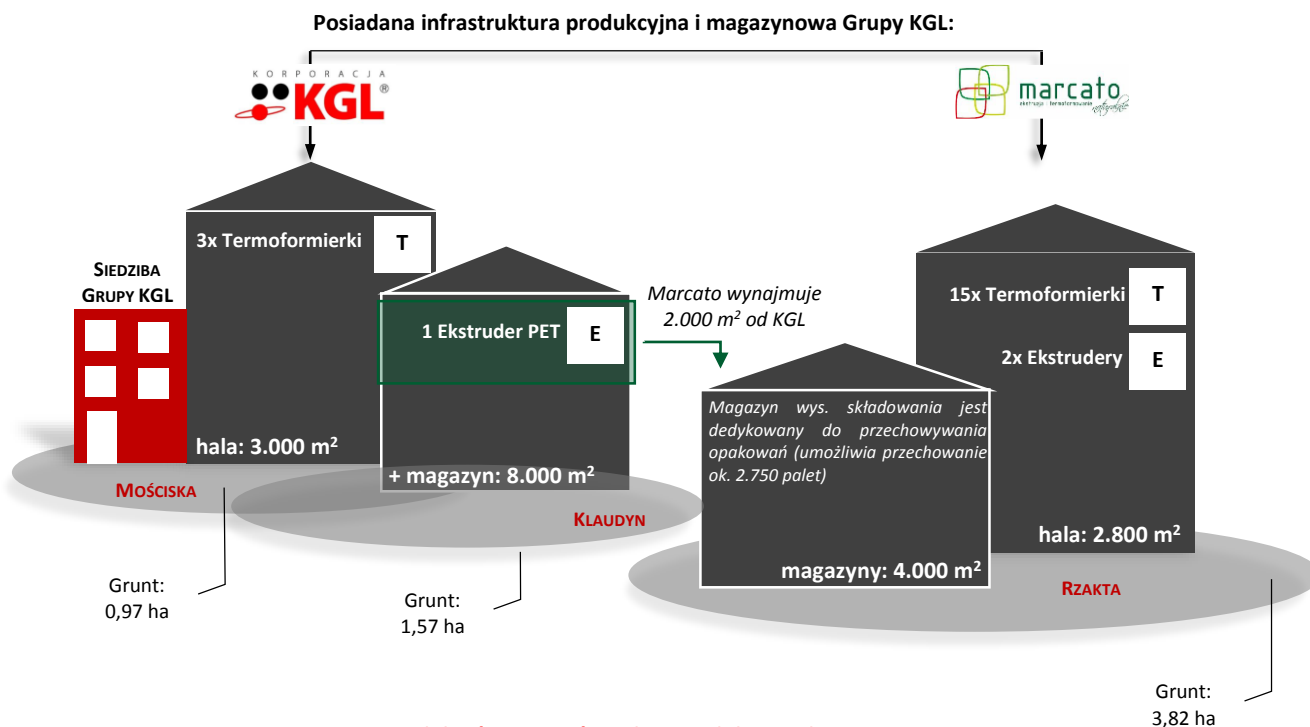 Posiadana infrastruktura produkcyjna i magazynowa Grupy KGL:
KORPORACJA
KGL®
marcato
ekstruzja termoformowanie
naturalnie
3x Termoformierki
T
SIEDZIBA
GRUPY KGL
1 Ekstruder PET
E
Marcato wynajmuje
2.000 m² od KGL
15x Termoformierki
T
2x Ekstrudery
E
Magazyn wys. składowania jest
dedykowany do przechowywania
opakowań (umożliwia przechowanie
ok. 2.750 palet)
hala: 3.000 m²
+ magazyn: 8.000 m²
MOŚCISKA
KLAUDYN
hala: 2.800 m²
magazyny: 4.000 m²
RZAKTA
Grunt:
0,97 ha
Grunt:
1,57 ha
Grunt:
3,82 ha